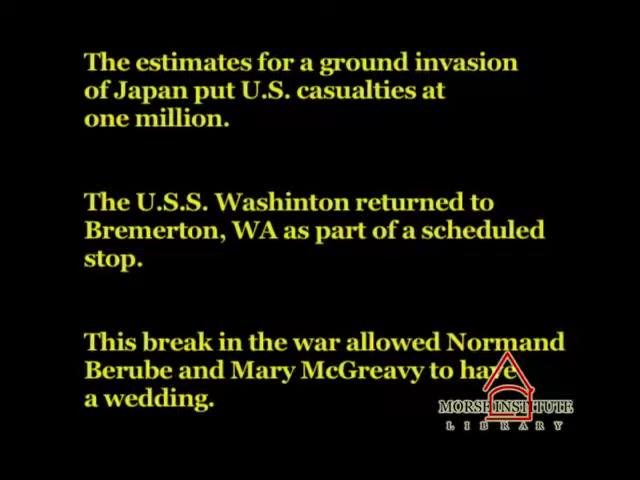 The estimates for a ground invasion
of Japan put U.S. casualties at
one million.
The U.S.S. Washinton returned to
Bremerton, WA as part of a scheduled
stop.
This break in the war allowed Normand
Berube and Mary McGreavy to have
a wedding.
MORSE INSTITUTE
LIBRARY